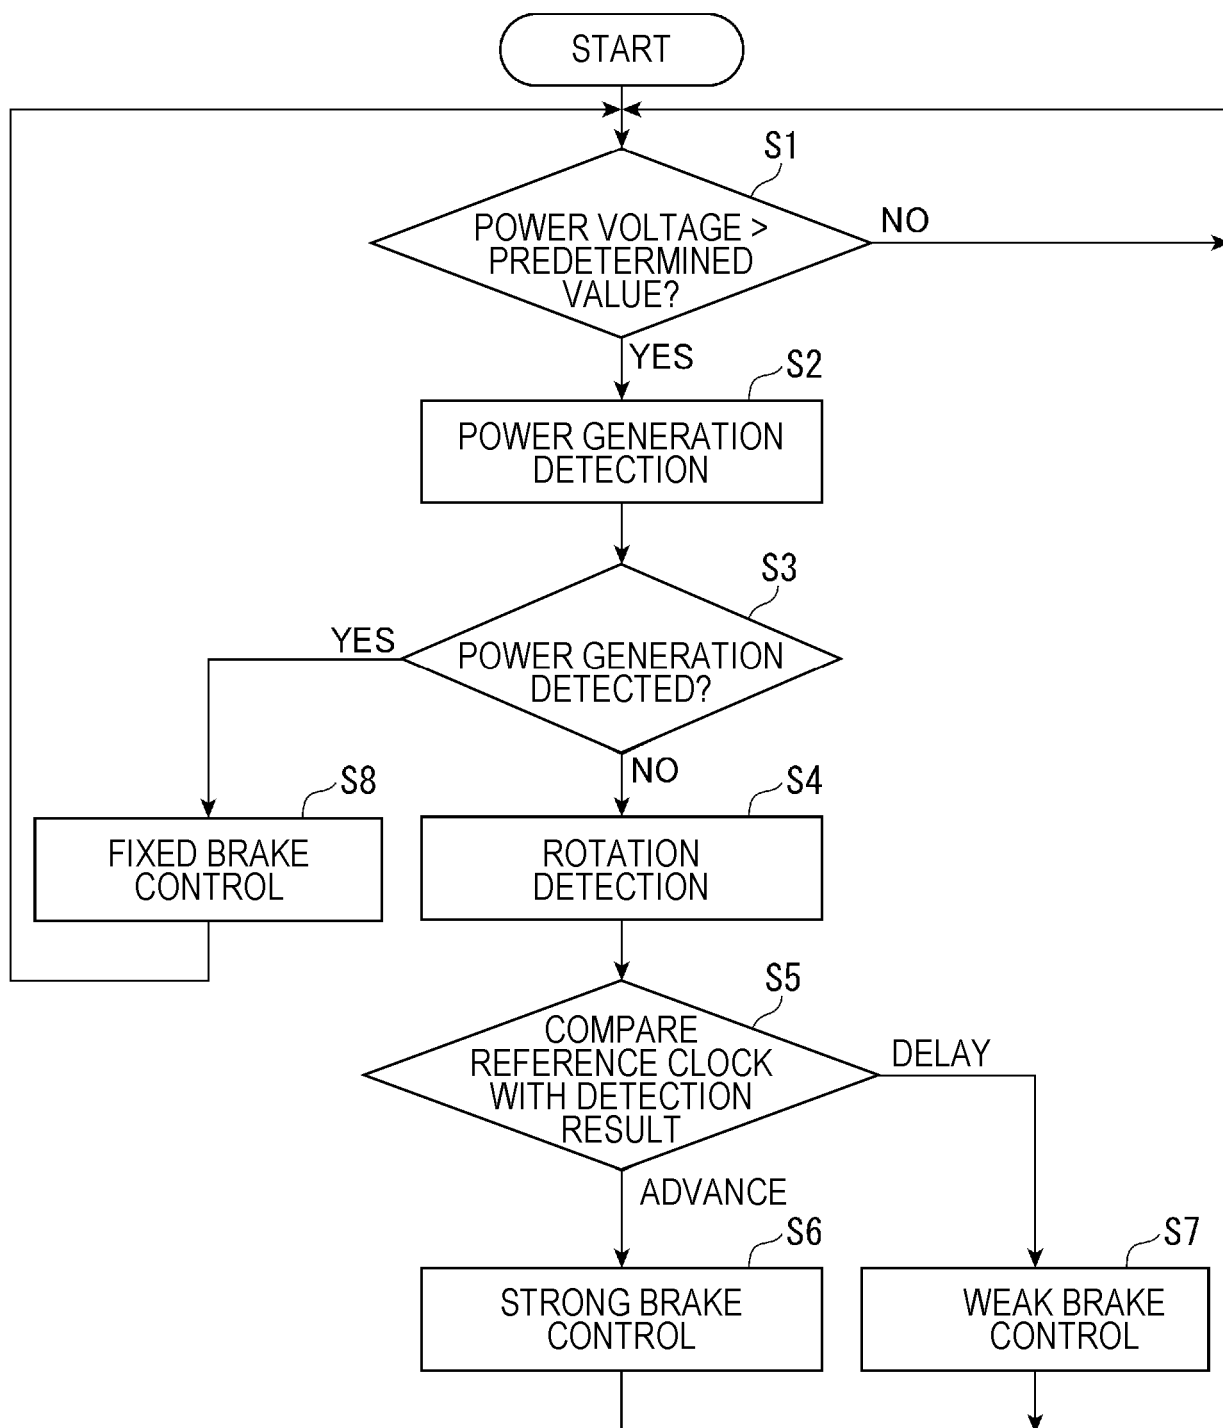 START
S1
POWER VOLTAGE >
PREDETERMINED
VALUE?
NO
YES
S2
POWER GENERATION
DETECTION
S3
YES
POWER GENERATION
DETECTED?
NO
S8
FIXED BRAKE
CONTROL
S4
ROTATION
DETECTION
S5
COMPARE
REFERENCE CLOCK
WITH DETECTION
RESULT
DELAY
ADVANCE
S6
STRONG BRAKE
CONTROL
S7
WEAK BRAKE
CONTROL